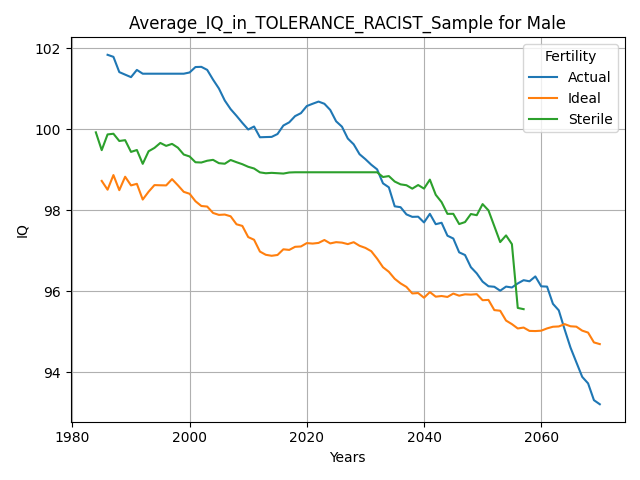 Average_IQ_in_TOLERANCE_RACIST_Sample for Male
102
100
98
96
94
IQ
1980
2000
2020
2040
2060
Years
Fertility
Actual
Ideal
Sterile